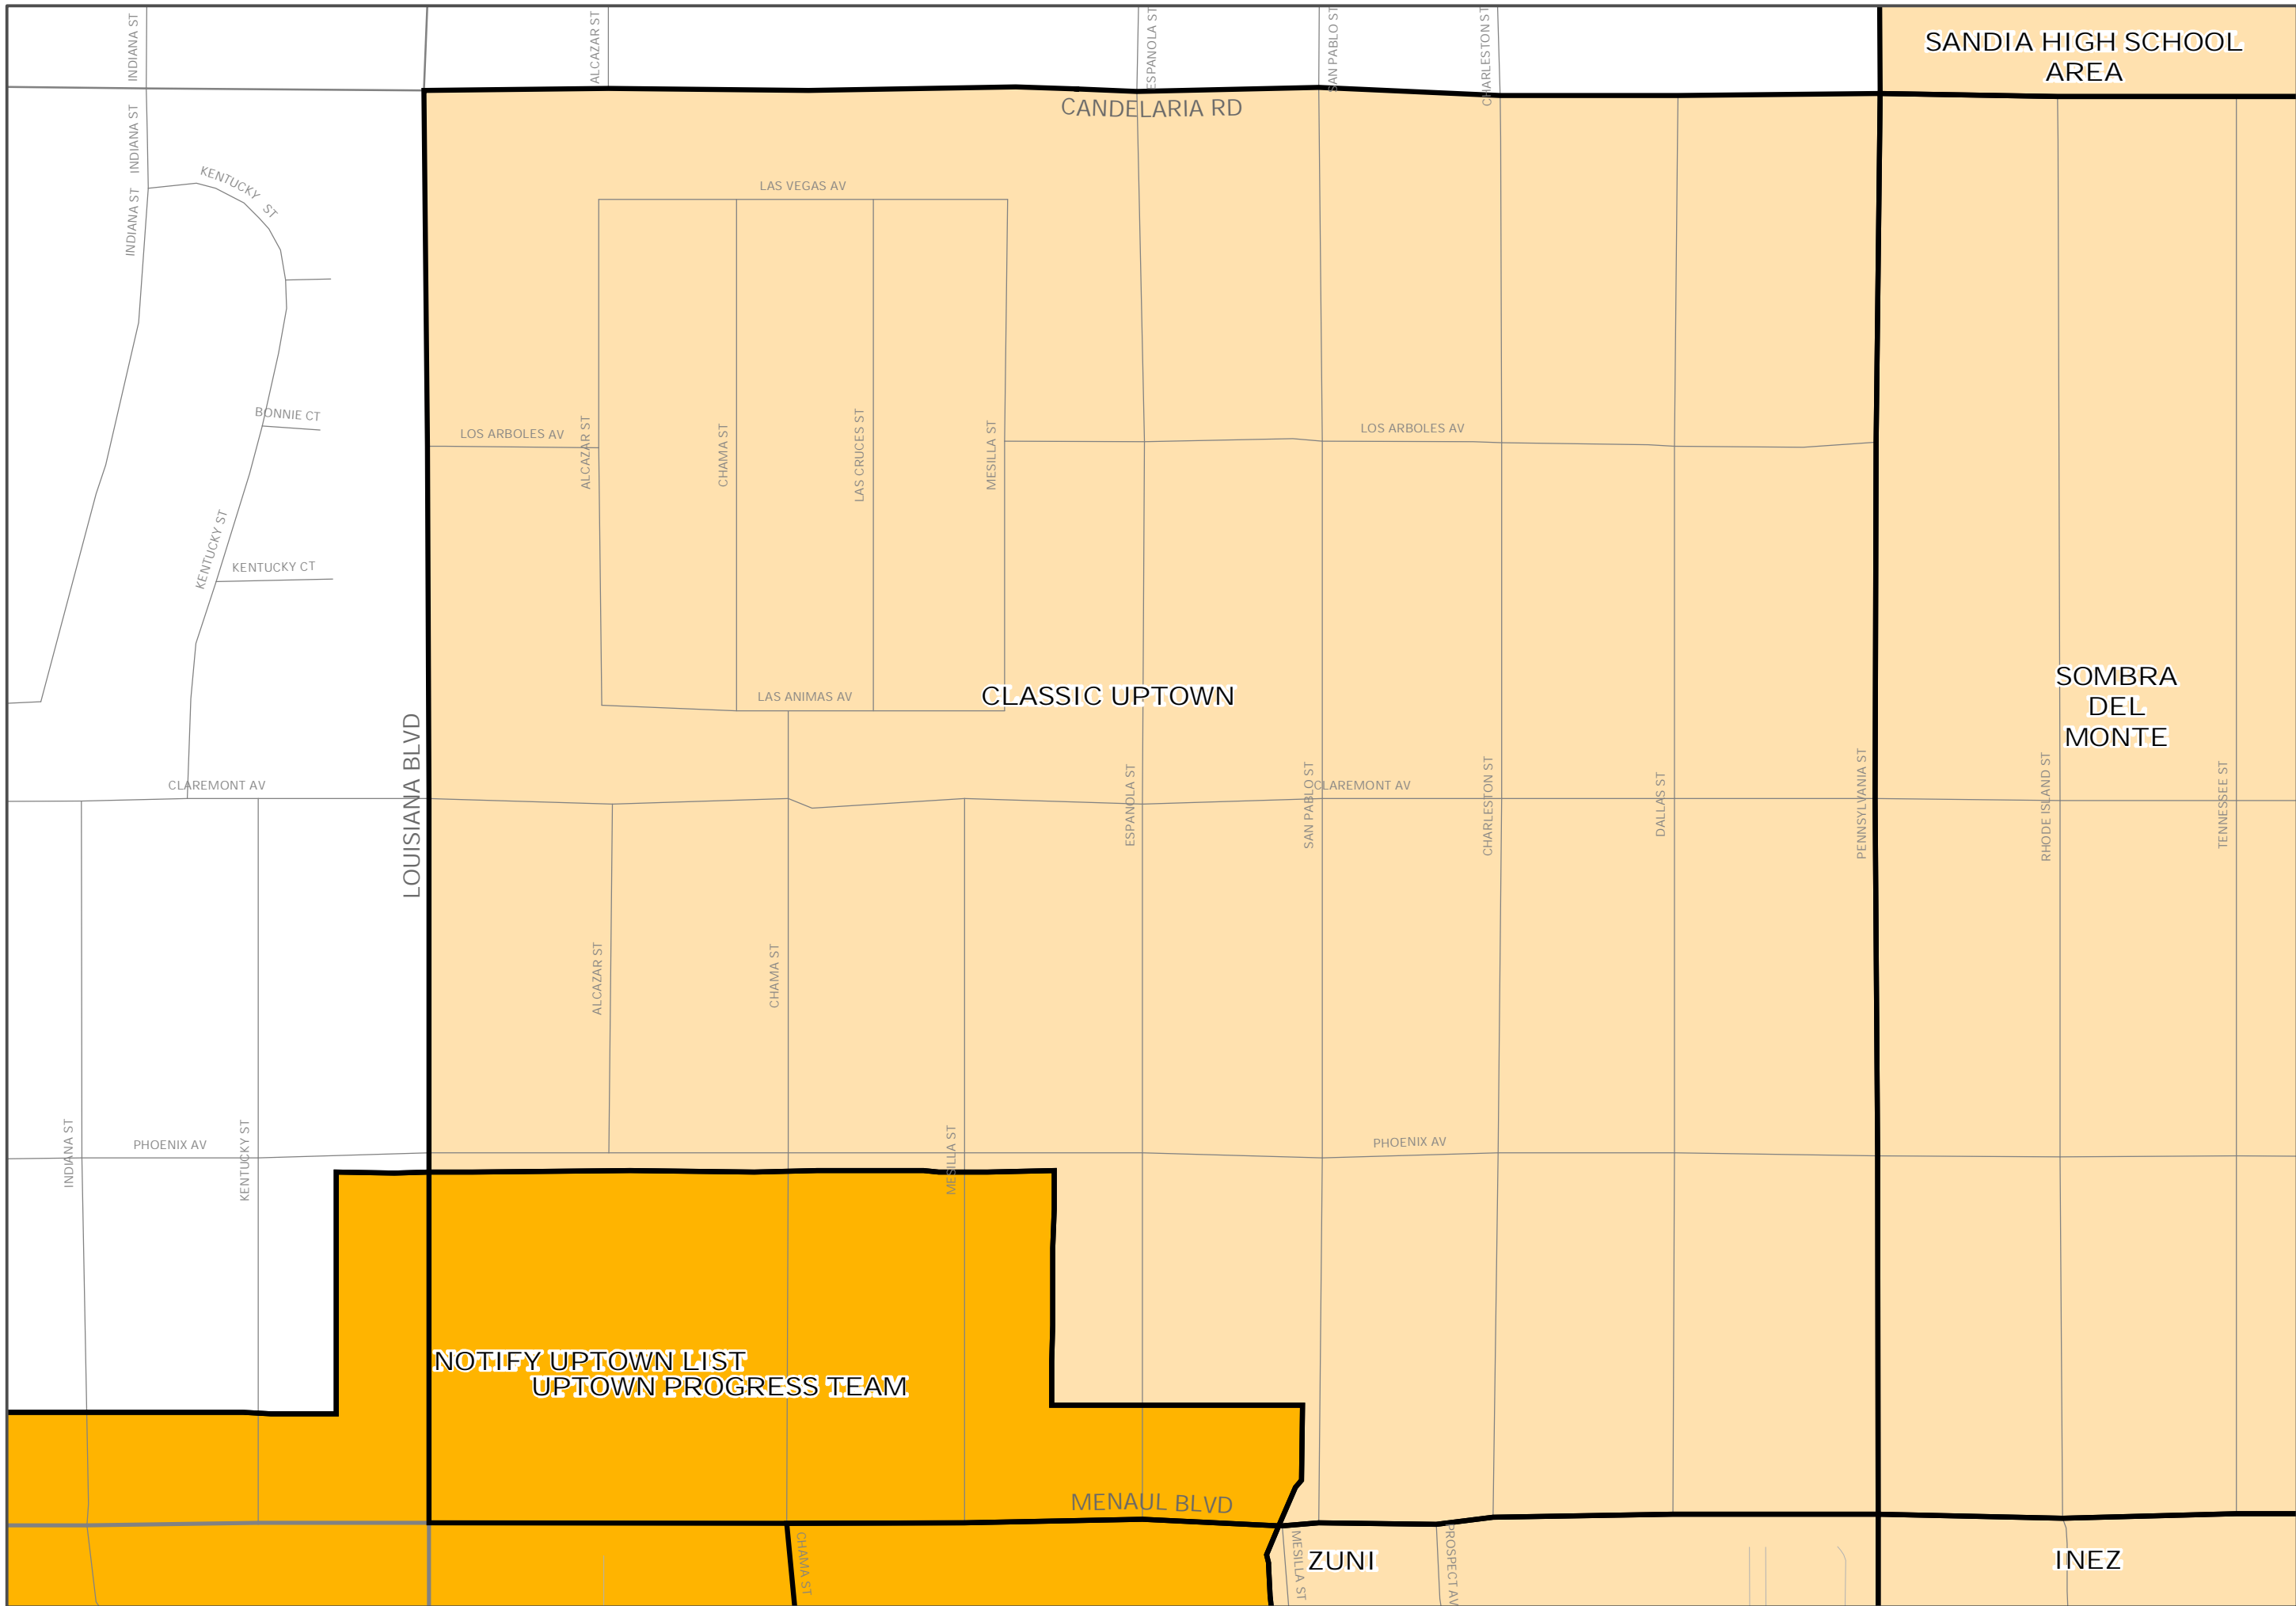 INDIANA ST
ALCAZAR ST
ESPANOLA ST
SAN PABLO ST
CHARLESTON ST
SANDIA HIGH SCHOOL
AREA
CANDELARIA RD
INDIANA ST
INDIANA ST
KENTUCKY ST
LAS VEGAS AV
BONNIE CT
LOS ARBOLES AV
ALCAZAR ST
CHAMA ST
LAS CRUCES ST
MESILLA ST
LOS ARBOLES AV
KENTUCKY ST
KENTUCKY CT
LAS ANIMAS AV
CLASSIC UPTOWN
SOMBRA
DEL
MONTE
LOUISIANA BLVD
CLAREMONT AV
ESPANOLA ST
SAN PABLO ST
CLAREMONT AV
CHARLESTON ST
DALLAS ST
PENNSYLVANIA ST
RHODE ISLAND ST
TENNESSEE ST
ALCAZAR ST
CHAMA ST
INDIANA ST
PHOENIX AV
KENTUCKY ST
MESILLA ST
PHOENIX AV
NOTIFY UPTOWN LIST
UPTOWN PROGRESS TEAM
MENAUL BLVD
CHAMA ST
MESILLA ST
ZUNI
PROSPECT AV
INEZ